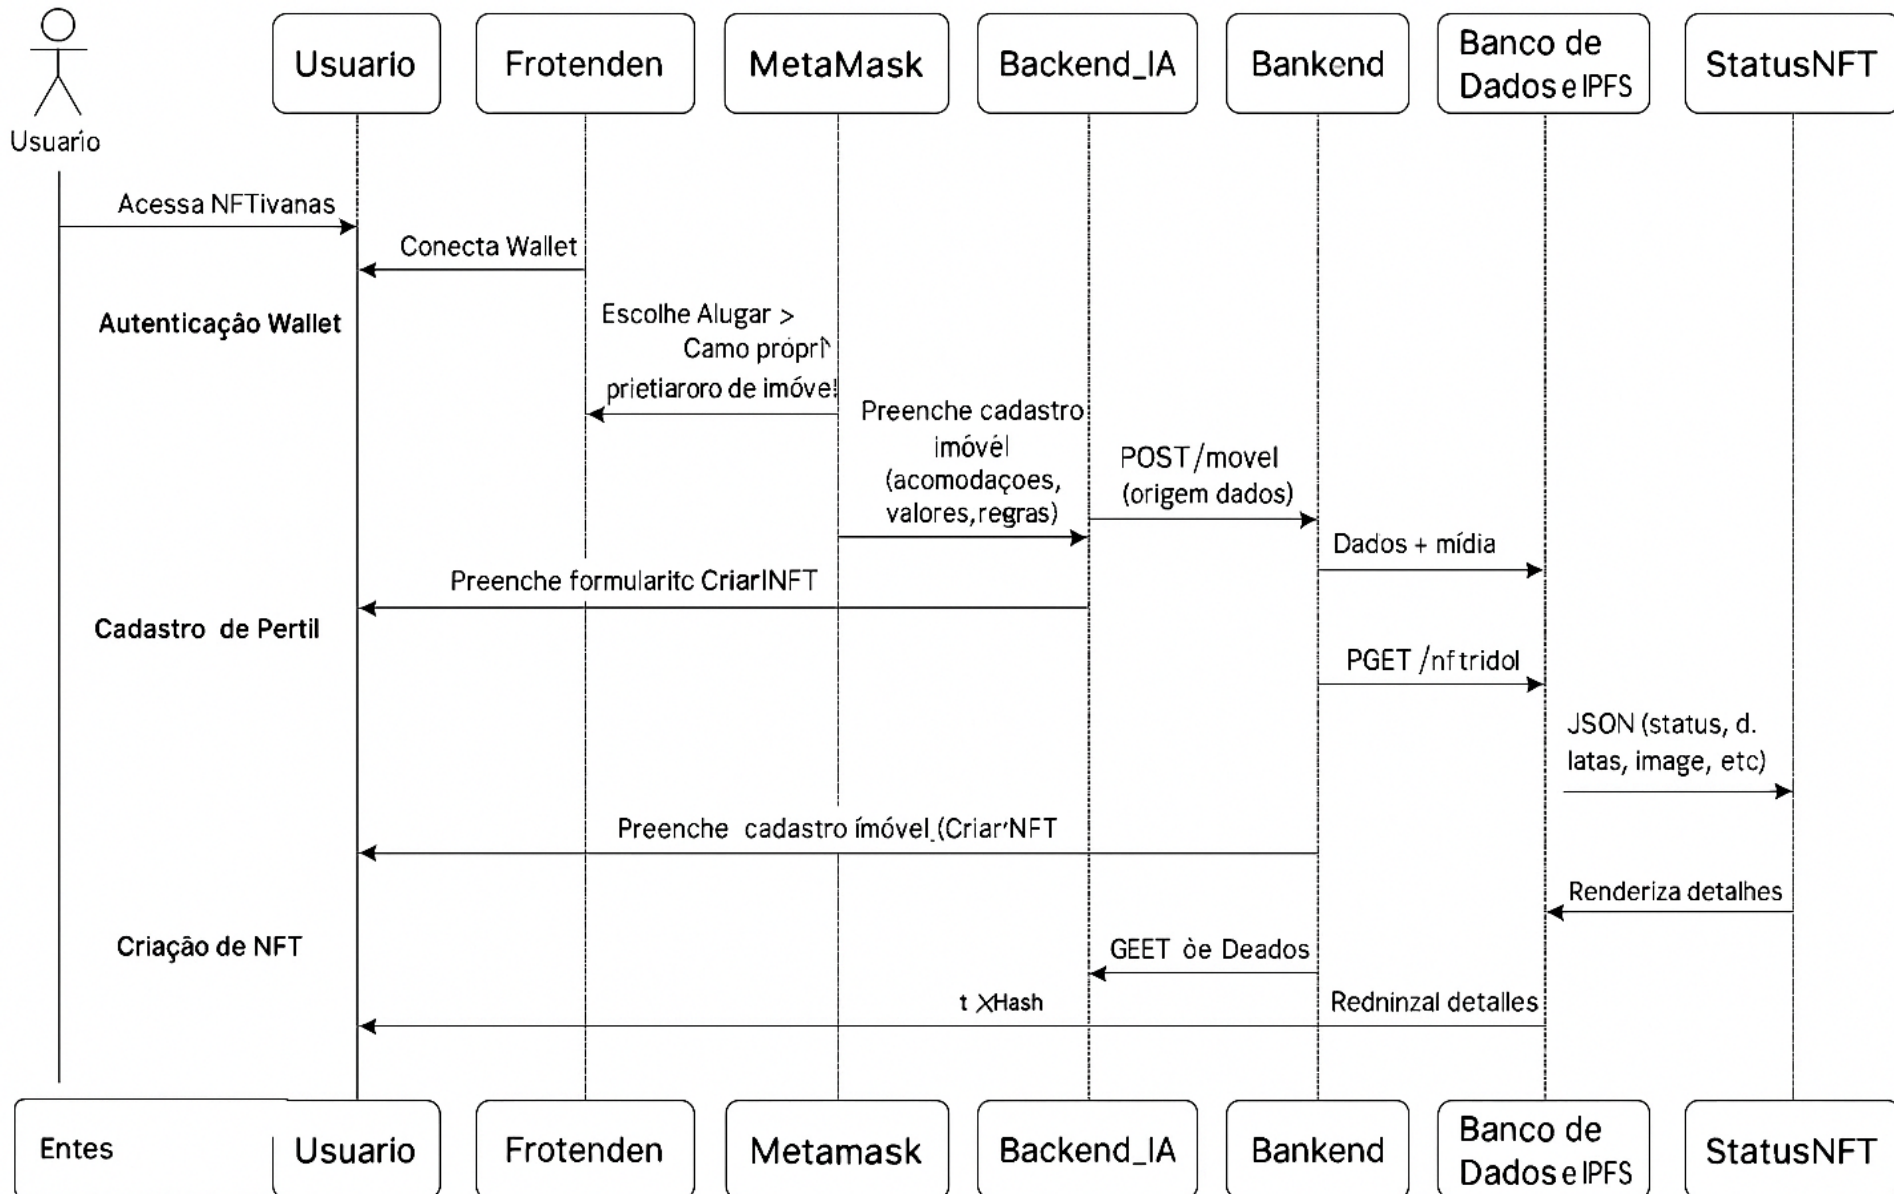 Usuario
Frotenden
MetaMask
Backend_IA
Bankend
Banco de
Dados e IPFS
StatusNFT
Usuario
Acessa NFTivanas
Conecta Wallet
Autenticaçâo Wallet
Escolhe Alugar >
Camo propri
prietiaroro de imóvel
Preenche cadastro
imóvél
(acomodaçoes,
valores, regras)
POST /movel
(origem dados)
Dados + mídia
Preenche formularitc CriarINFT
Cadastro de Pertil
PGET /nftridol
JSON (status, d.
latas, image, etc)
Preenche cadastro ímóvel (Criar'NFT
Renderiza detalhes
Criação de NFT
GEET òe Deados
t XHash
Redninzal detalles
Entes
Usuario
Frotenden
Metamask
Backend_IA
Bankend
Banco de
Dados e IPFS
StatusNFT